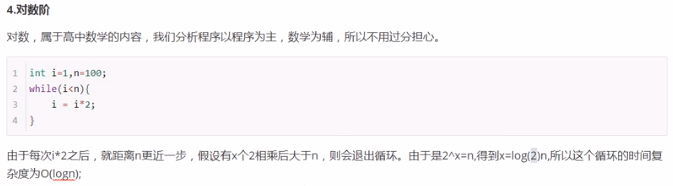 4.对数阶
对数，属于高中数学的内容，我们分析程序以程序为主，数学为辅，所以不用过分担心。
1 int i=1,n=100;
2 while(i<n){
3     i = i*2;
4 }
由于每次i*2之后，就距离n更近一步，假设有x个2相乘后大于n，则会退出循环。由于是2^x=n,得到x=log(2)n,所以这个循环的时间复
杂度为O(logn);